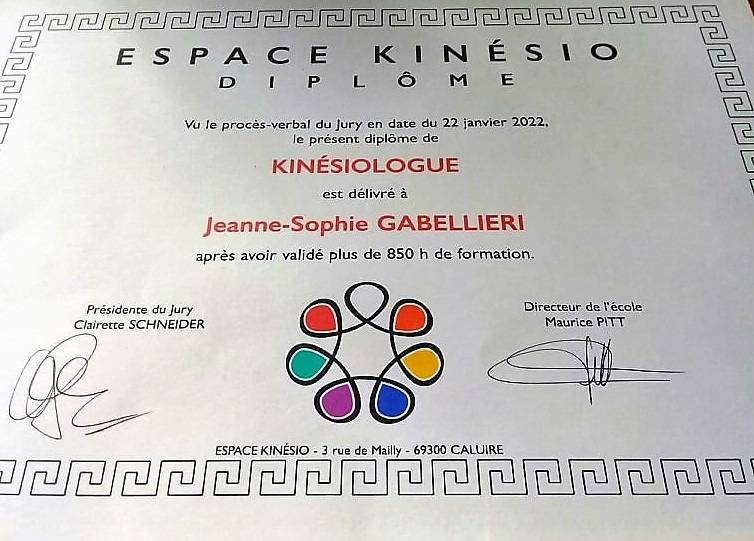 ESPACE KINÉSIO
DIPLÔME
Vu le procès-verbal du Jury en date du 22 janvier 2022,
le présent diplôme de
KINÉSIOLOGUE
est délivré à
Jeanne-Sophie GABELLIERI
après avoir validé plus de 850 h de formation.
Présidente du Jury
Clairette SCHNEIDER
Directeur de l'école
Maurice PITT
ESPACE KINÉSIO - 3 rue de Mailly - 69300 CALUIRE